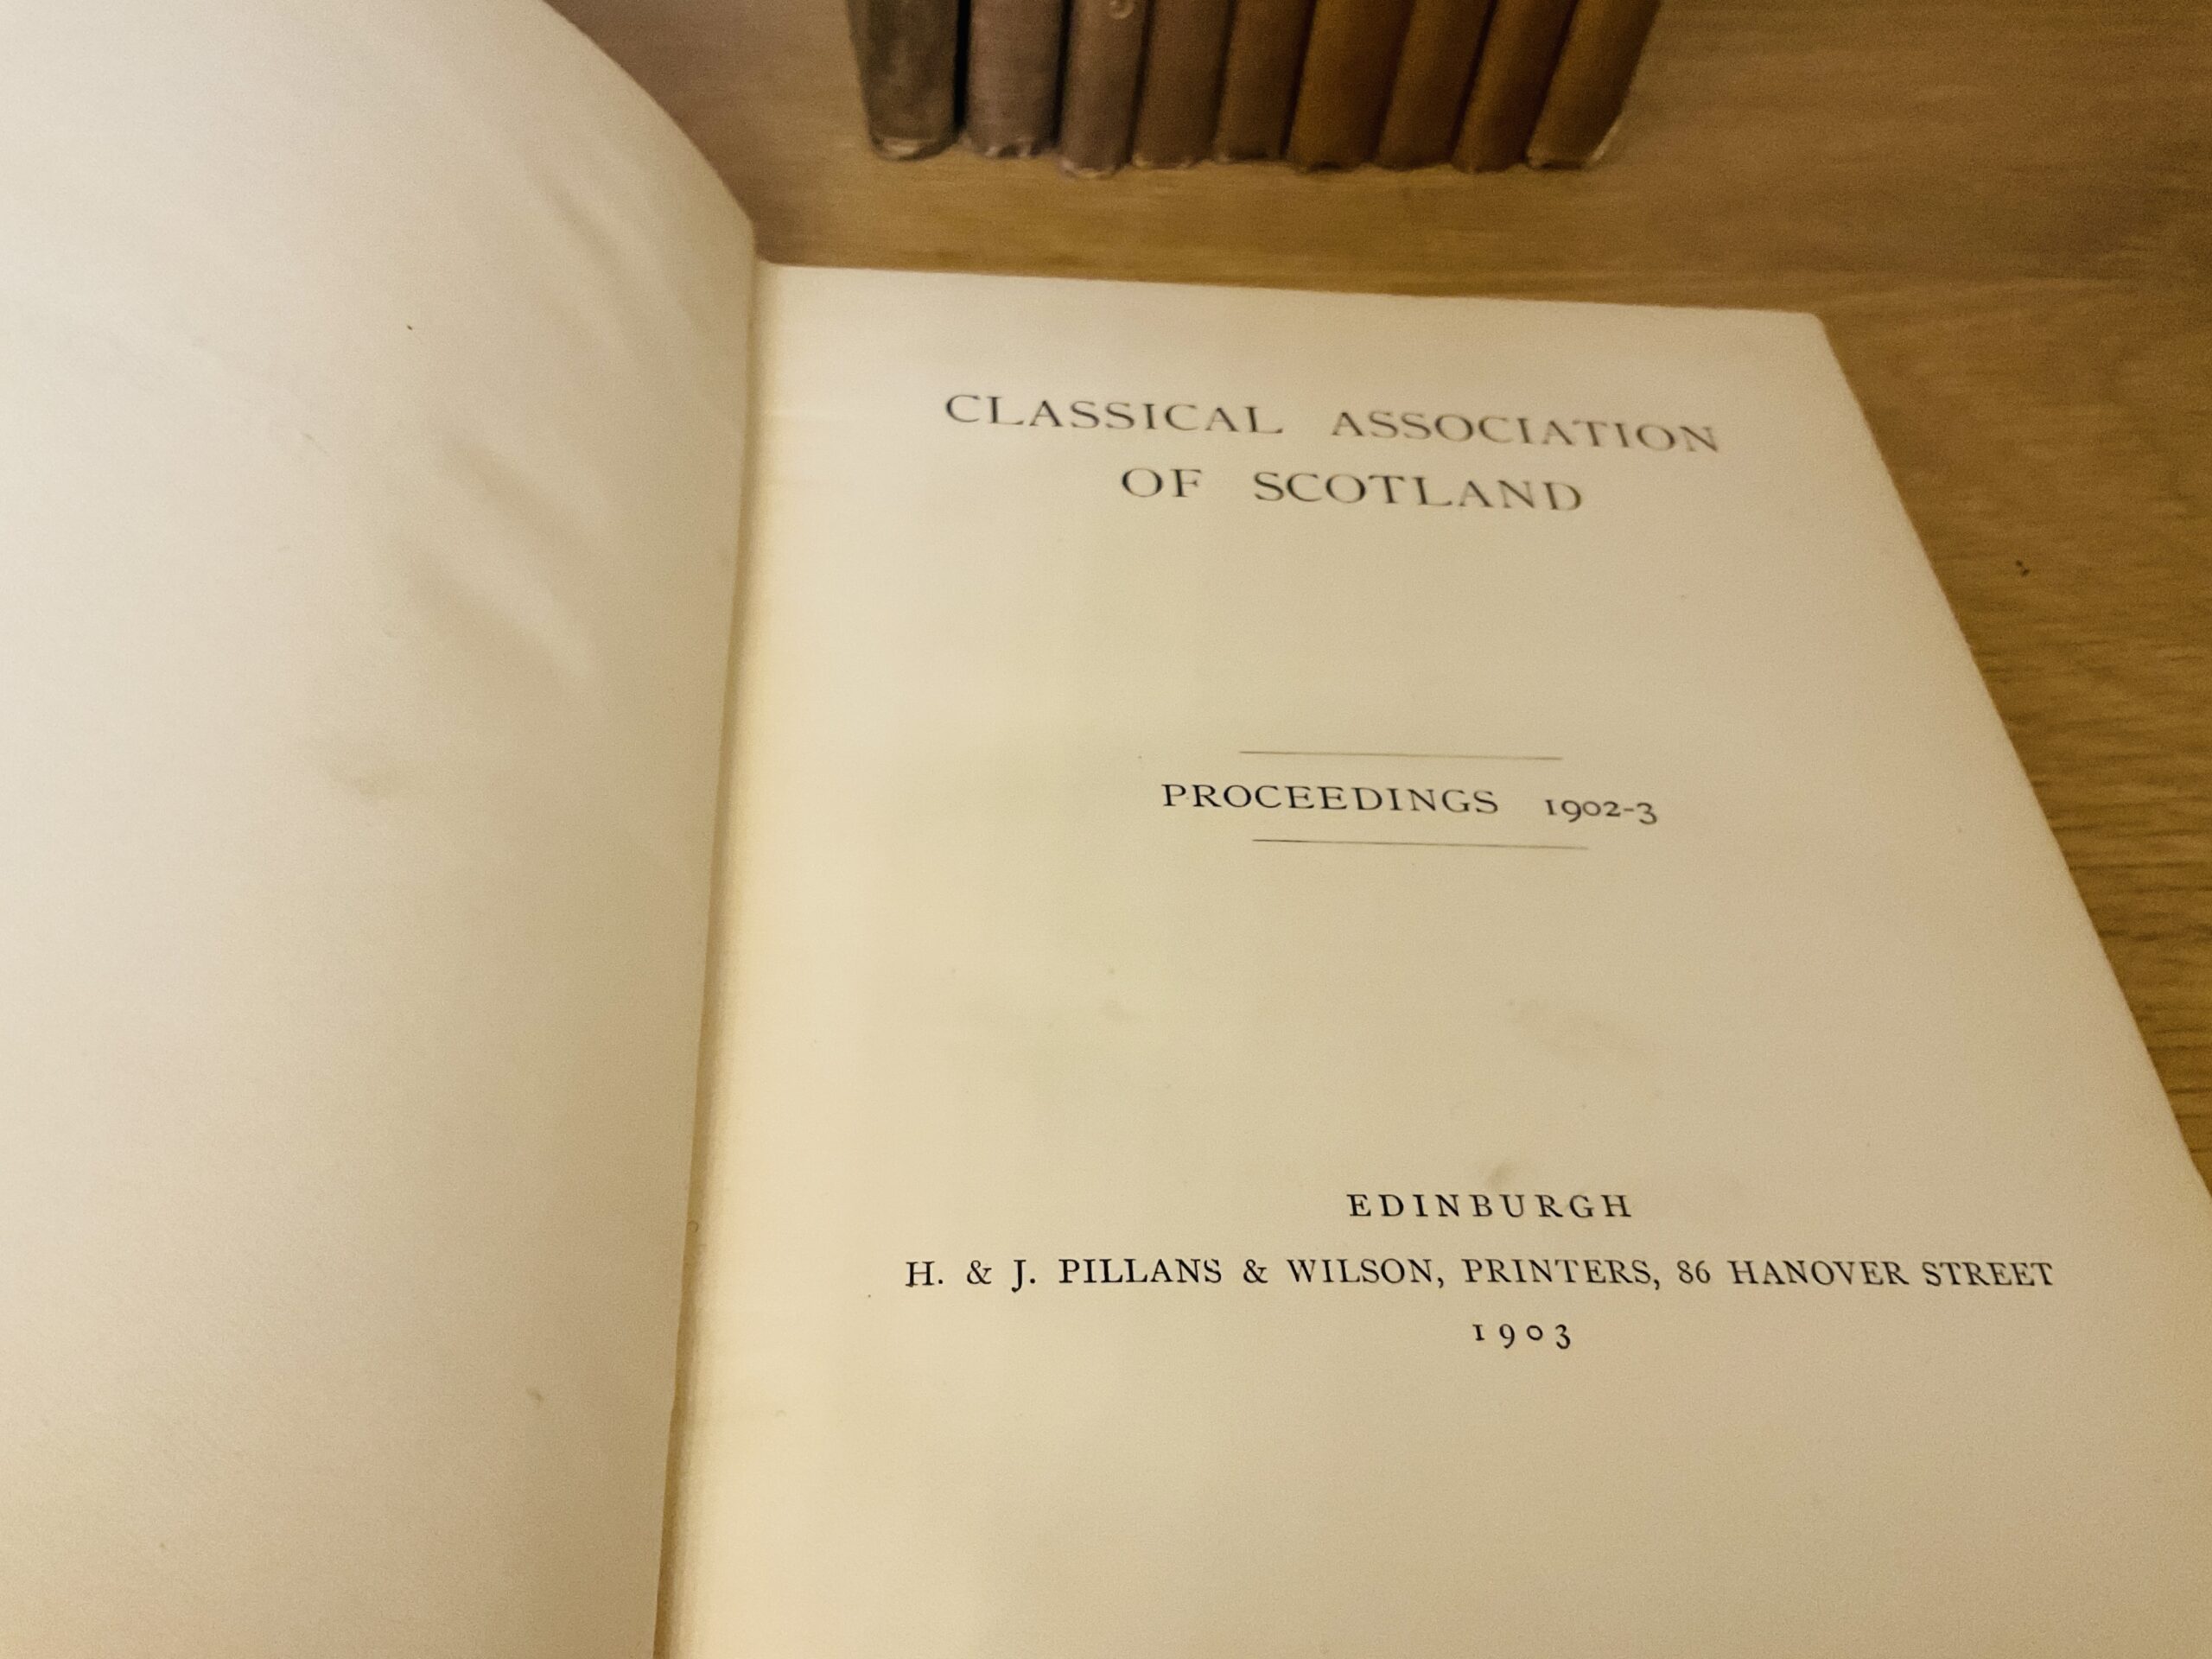 CLASSICAL ASSOCIATION
OF SCOTLAND
PROCEEDINGS 1902-3
EDINBURGH
H. & J. PILLANS & WILSON, PRINTERS, 86 HANOVER STREET
1903